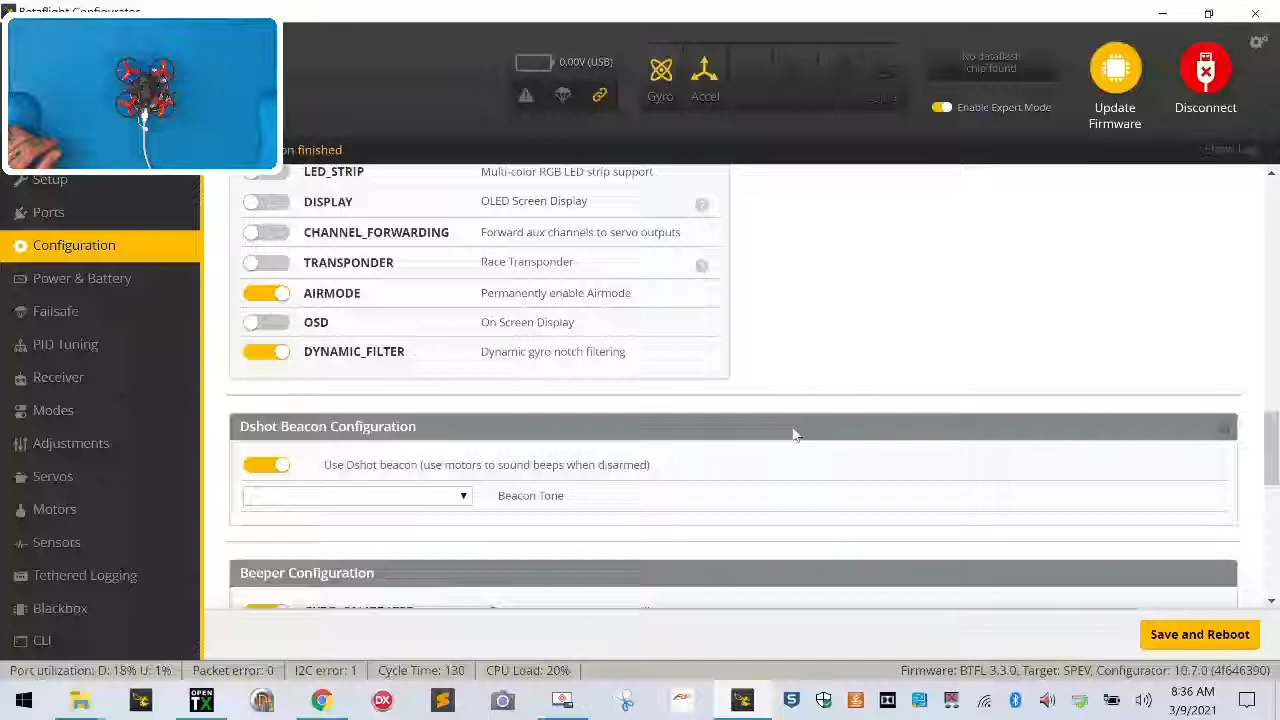 Betaflight Configurator
0.00V (USB)
No dataflash
chip found
Gyro
Accel
Enable Expert Mode
Update
Firmware
Disconnect
on finished
Setup
Ports
Configuration
Power & Battery
Failsafe
PID Tuning
Receiver
Modes
Adjustments
Servos
Motors
Sensors
Tethered Logging
Blackbox
CLI
LED_STRIP Multi-color RGB LED strip support
DISPLAY OLED Screen Display ?
CHANNEL_FORWARDING Forward aux channels to servo outputs
TRANSPONDER Race Transponder ?
AIRMODE Permanently enable Airmode
OSD On Screen Display
DYNAMIC_FILTER Dynamic gyro notch filtering
Dshot Beacon Configuration
Use Dshot beacon (use motors to sound beeps when disarmed)
Beacon Tone
Beeper Configuration
Save and Reboot
Port utilization: D: 18% U: 1% Packet error: 0 I2C error: 1 Cycle Time: 130 CPU Load: 20% Firmware: BTFL 3.3.0, Target: SPEV, Configurator: 10.7.0 (4f646390)
OPEN
TX
DX
S
8:36 AM
3/9/2021